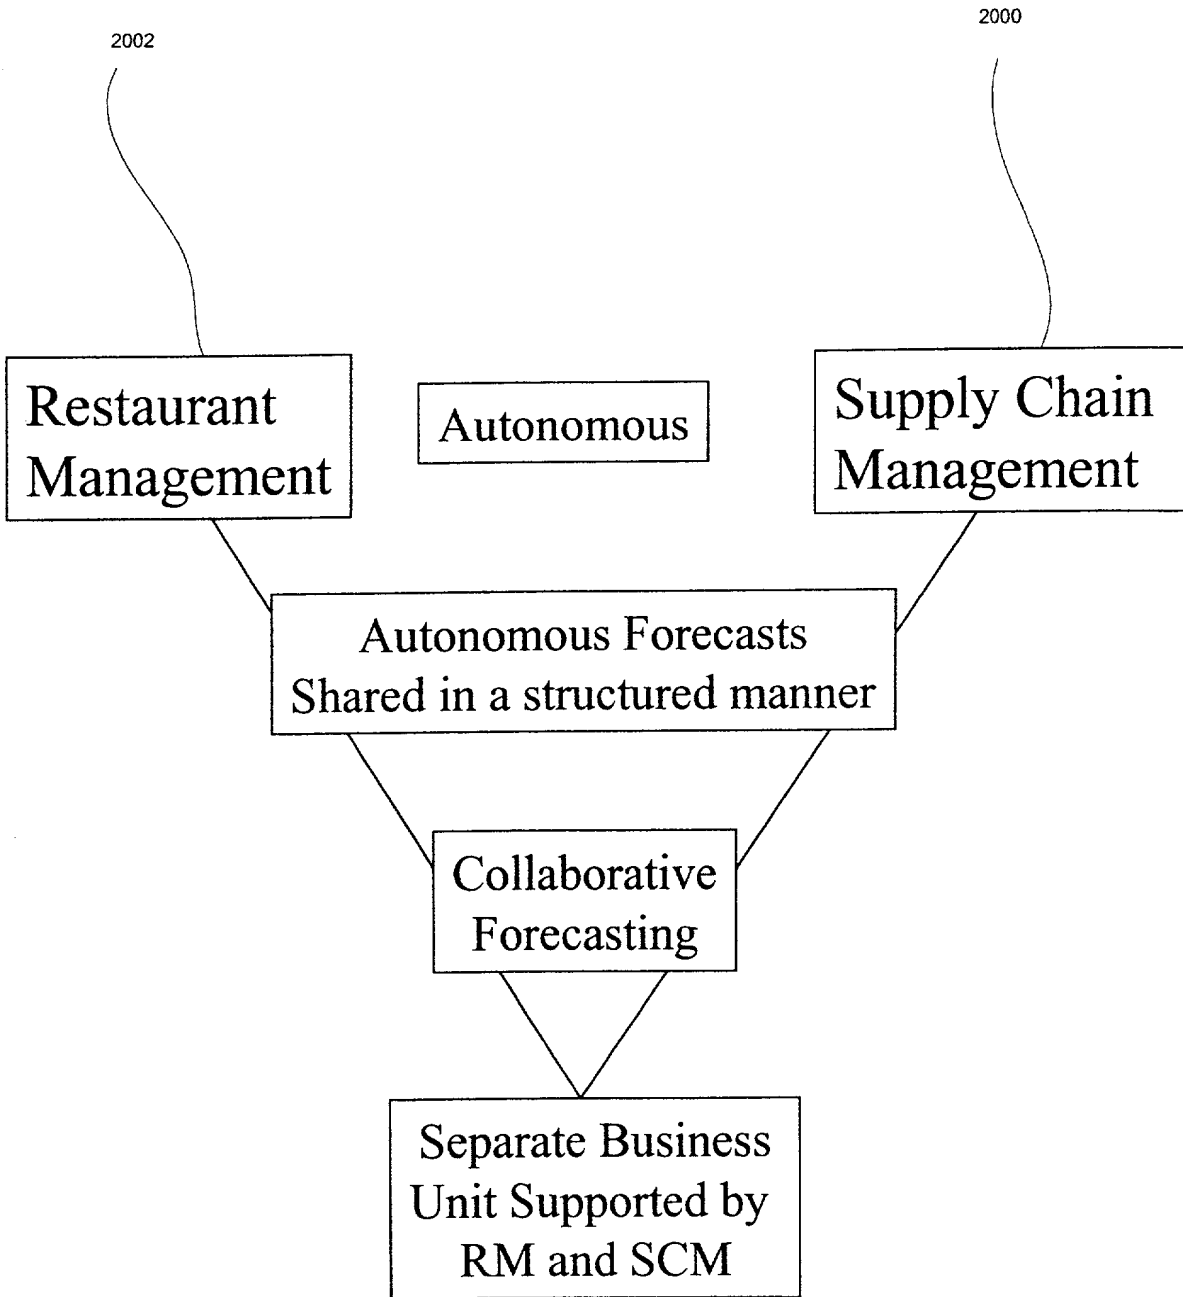 2002
2000
Restaurant
Management
Autonomous
Supply Chain
Management
Autonomous Forecasts
Shared in a structured manner
Collaborative
Forecasting
Separate Business
Unit Supported by
RM and SCM